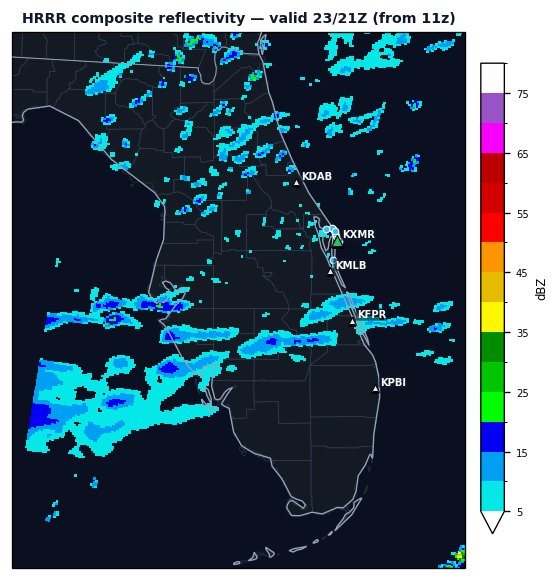 HRRR composite reflectivity — valid 23/21Z (from 11z)
KDAB
KXMR
KMLB
KFPR
KPBI
75
65
55
45
35
25
15
5
dBZ